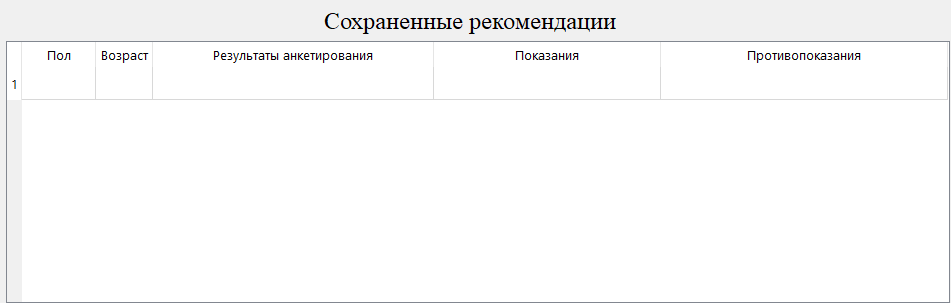 Сохраненные рекомендации
Пол Возраст Результаты анкетирования Показания Противопоказания
1